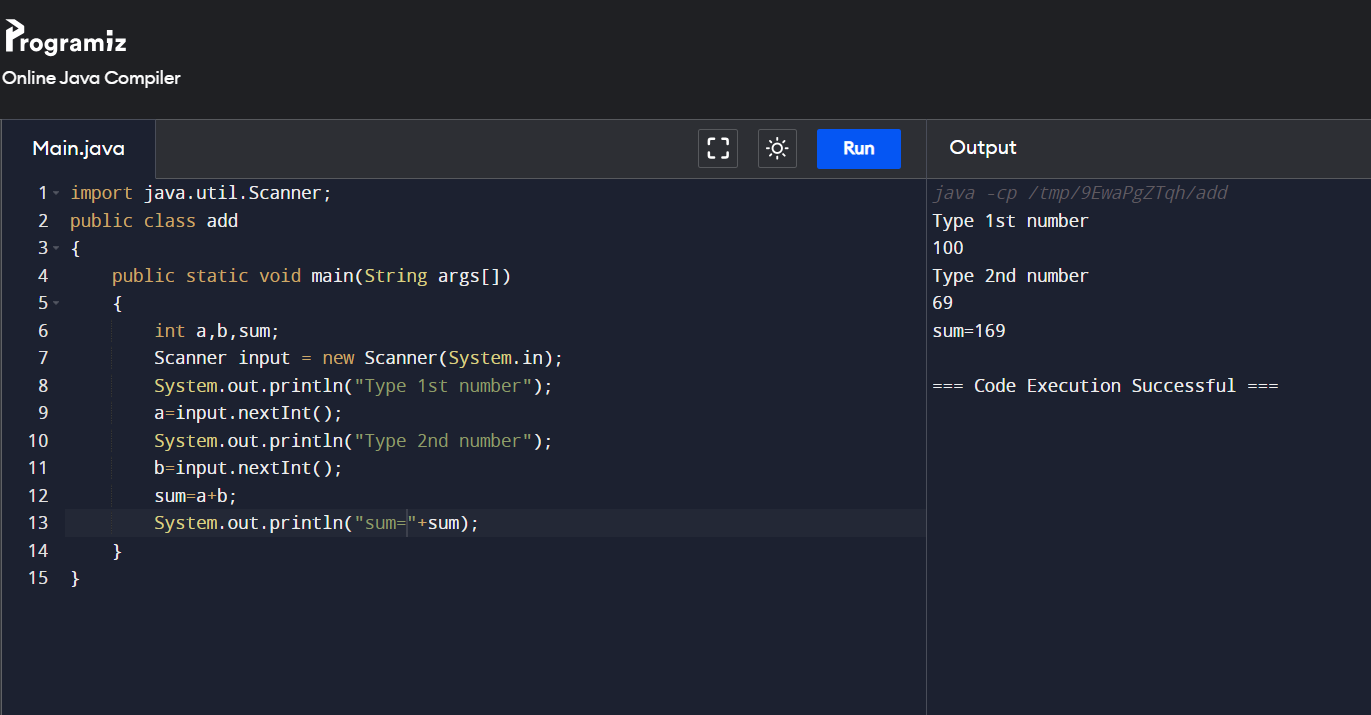 Programiz
Online Java Compiler
Main.java
Run
Output
1 import java.util.Scanner;
2 public class add
3 {
4     public static void main(String args[])
5     {
6         int a,b,sum;
7         Scanner input = new Scanner(System.in);
8         System.out.println("Type 1st number");
9         a=input.nextInt();
10         System.out.println("Type 2nd number");
11         b=input.nextInt();
12         sum=a+b;
13         System.out.println("sum="+sum);
14     }
15 }
java -cp /tmp/9EwaPgZTqh/add
Type 1st number
100
Type 2nd number
69
sum=169
=== Code Execution Successful ===